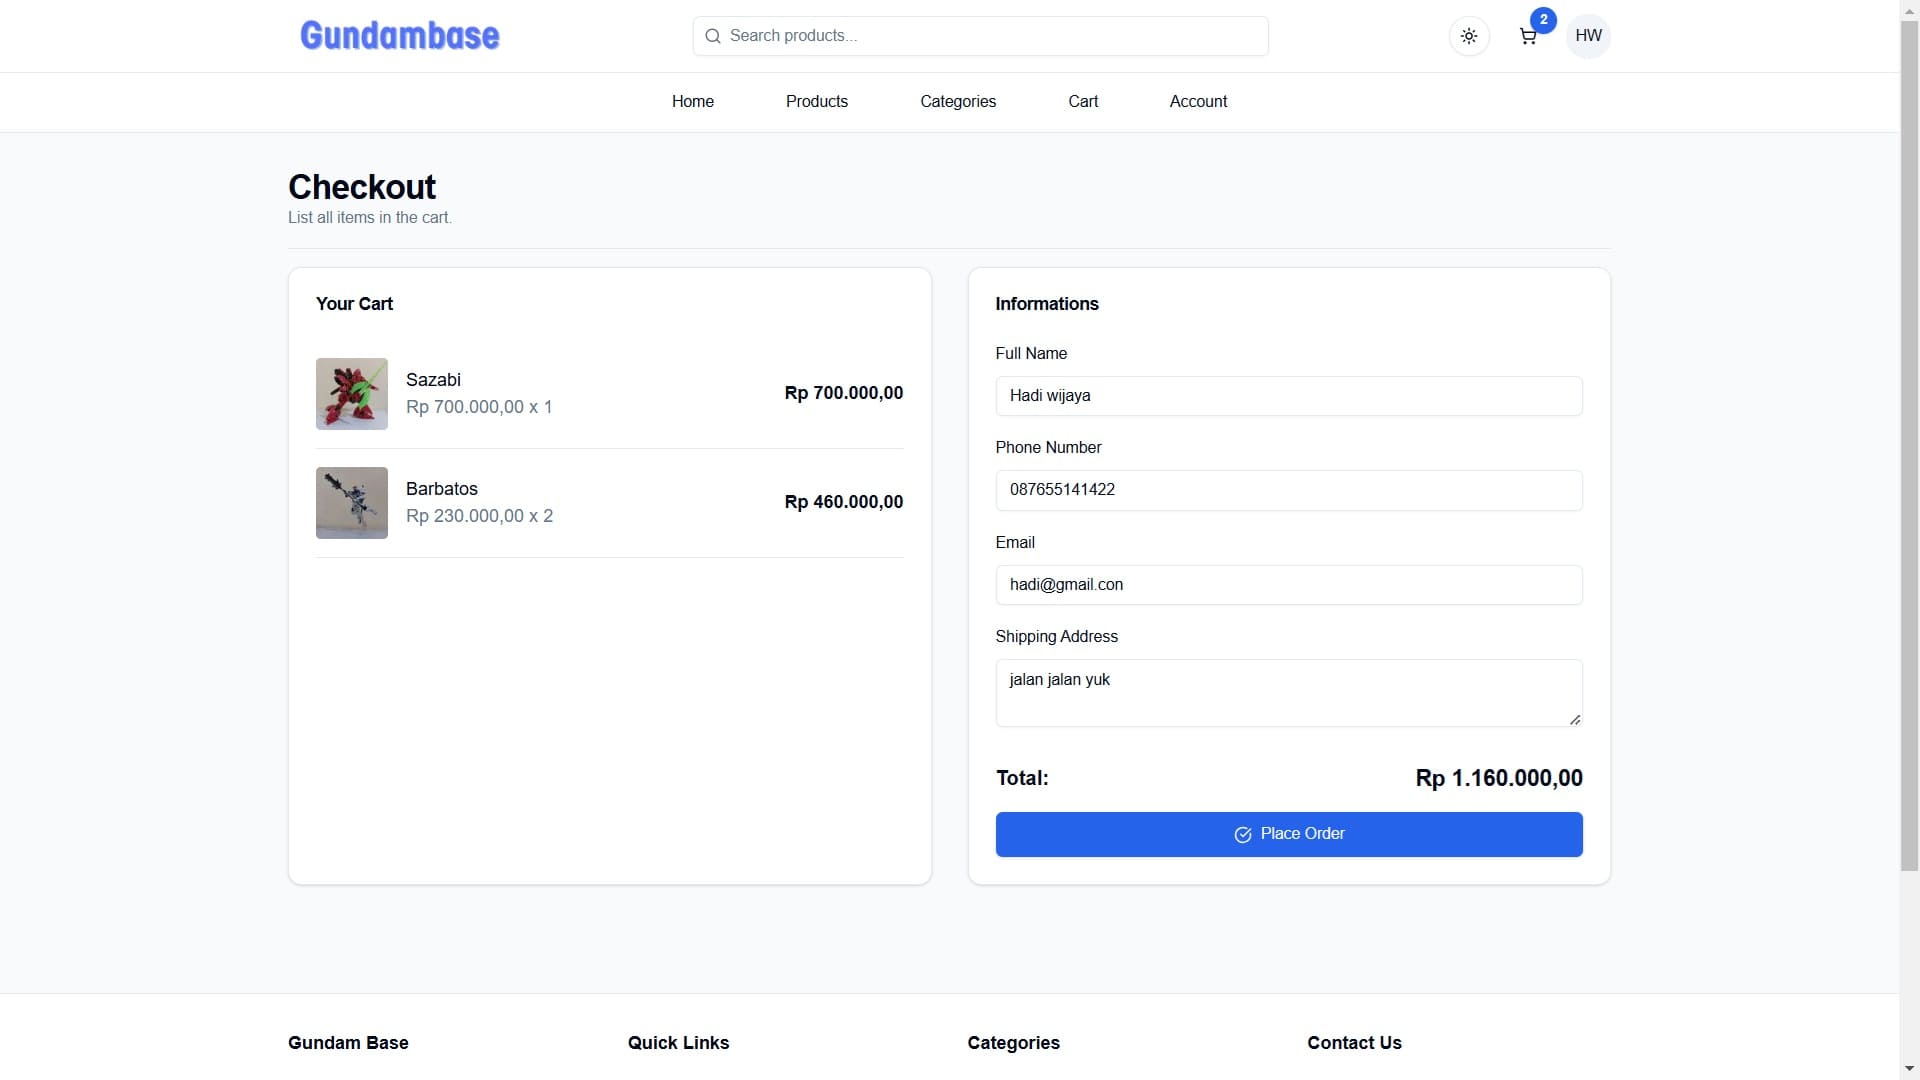 Gundambase
Search products...
2
HW
Home
Products
Categories
Cart
Account
Checkout
List all items in the cart.
Your Cart
Sazabi
Rp 700.000,00 x 1
Rp 700.000,00
Barbatos
Rp 230.000,00 x 2
Rp 460.000,00
Informations
Full Name
Hadi wijaya
Phone Number
087655141422
Email
hadi@gmail.con
Shipping Address
jalan jalan yuk
Total:
Rp 1.160.000,00
Place Order
Gundam Base
Quick Links
Categories
Contact Us